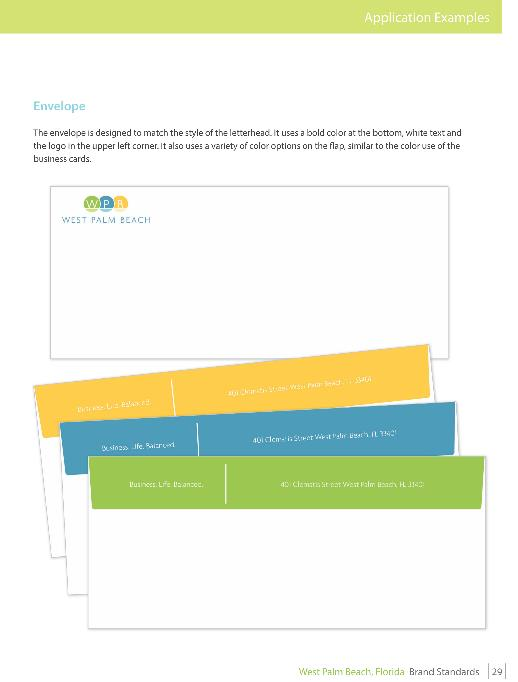 Application Examples
Envelope
The envelope is designed to match the style of the letterhead. It uses a bold color at the bottom, white text and
the logo in the upper left corner. It also uses a variety of color options on the flap, similar to the color use of the
business cards.
W P B
WEST PALM BEACH
Business. Life. Balanced.
401 Clematis Street West Palm Beach, 33401
Business. Life. Balanced.
401 Clematis Street West Palm Beach, FL 33401
Business. Life. Balanced.
401 Clematis Street West Palm Beach, FL 33401
West Palm Beach, Florida Brand Standards 29